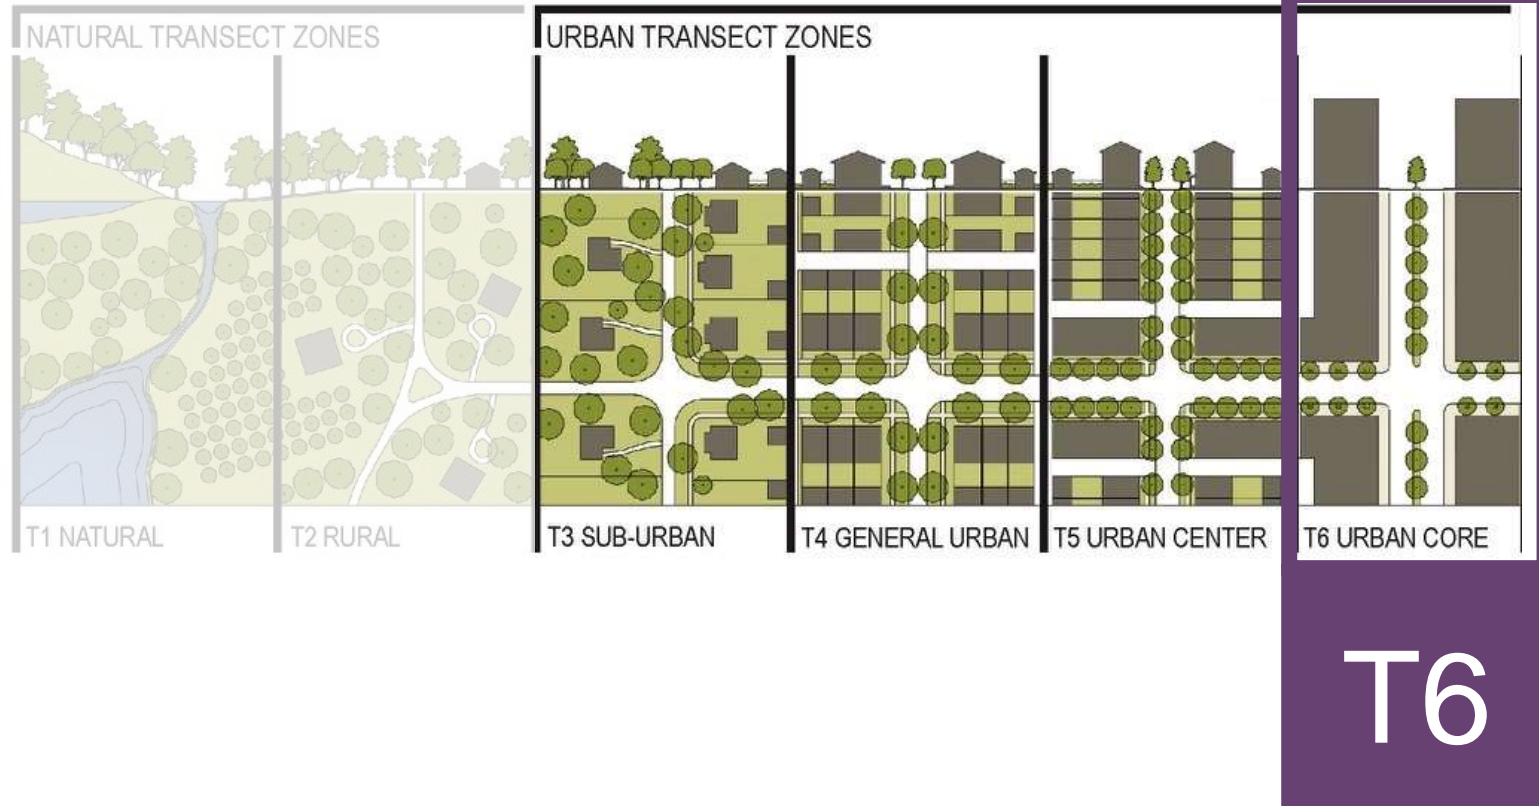 NATURAL TRANSECT ZONES
URBAN TRANSECT ZONES
T1 NATURAL
T2 RURAL
T3 SUB-URBAN
T4 GENERAL URBAN
T5 URBAN CENTER
T6 URBAN CORE
T6